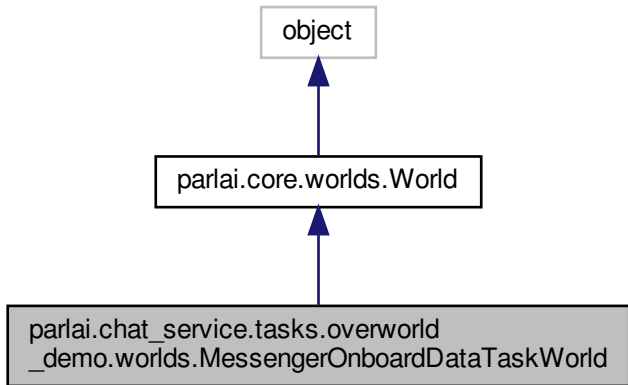 object
parlai.core.worlds.World
parlai.chat_service.tasks.overworld
_demo.worlds.MessengerOnboardDataTaskWorld